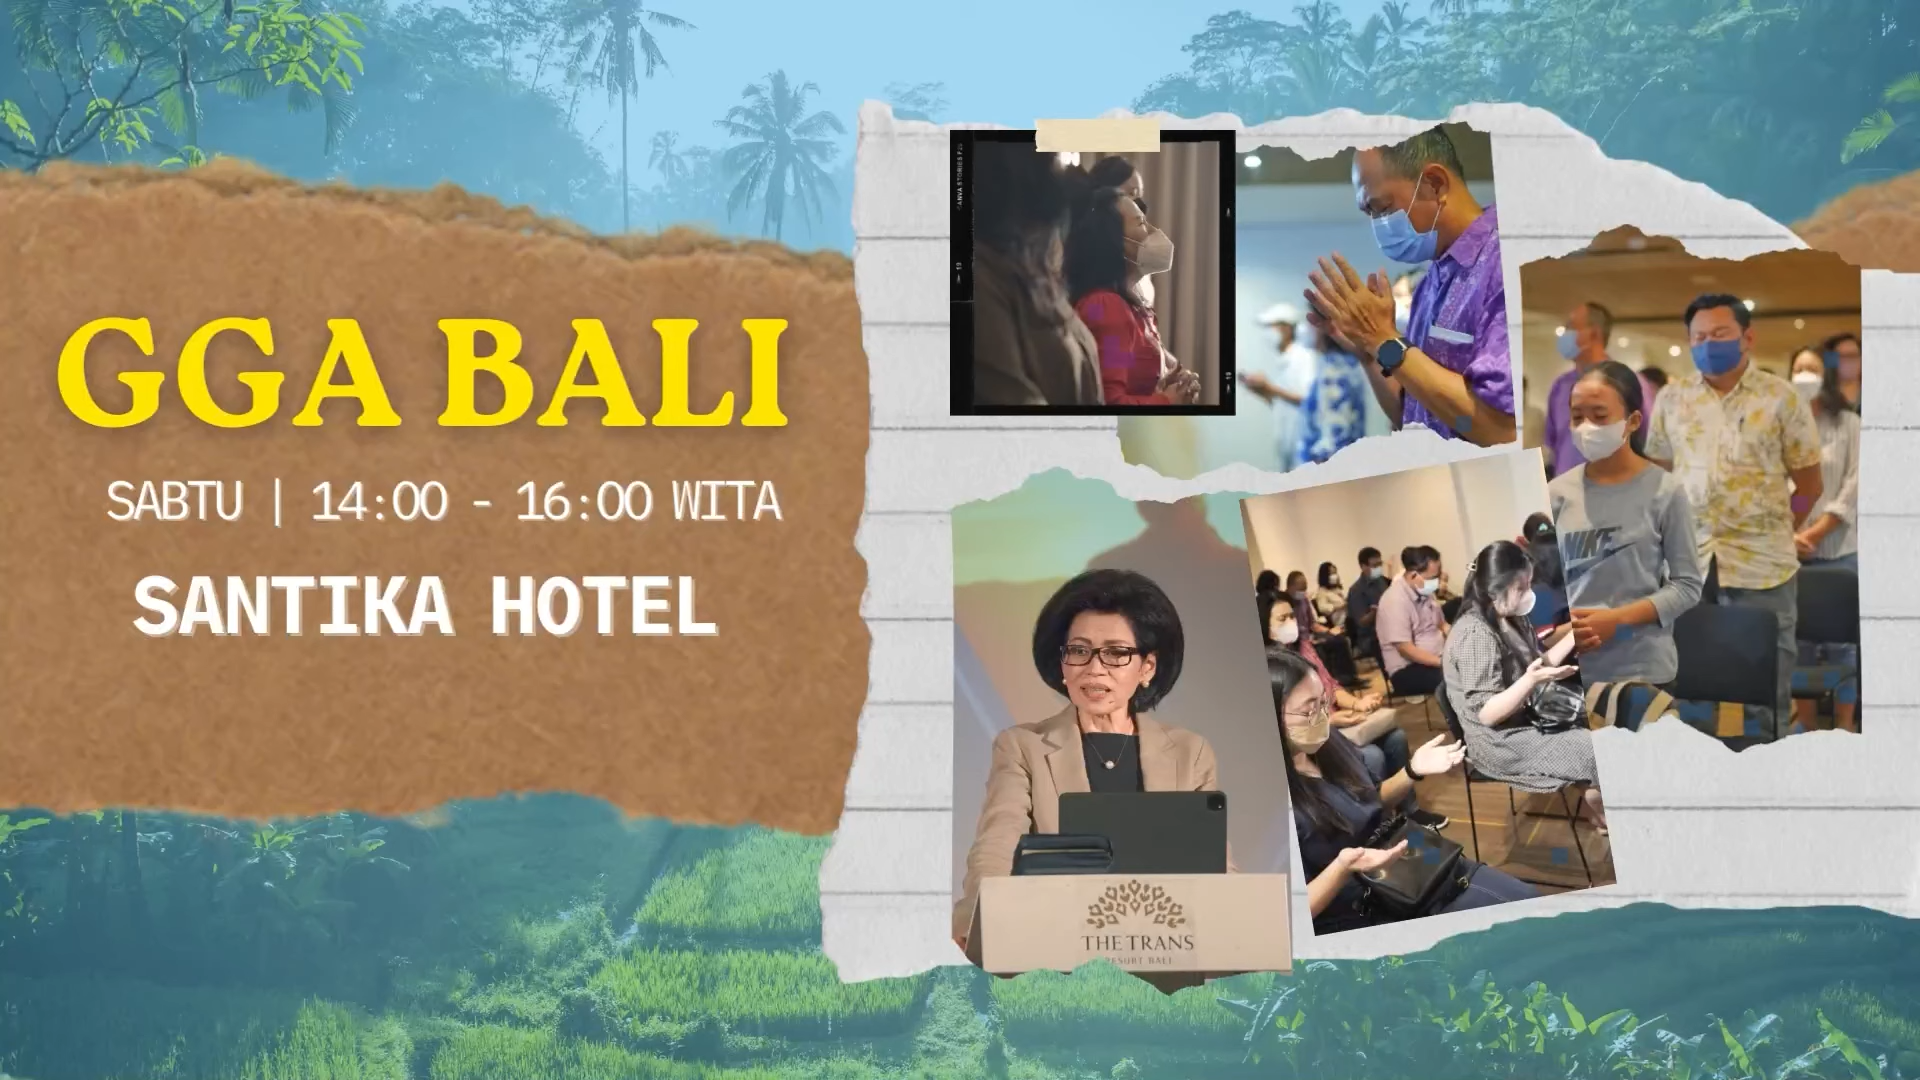 GGA BALI
SABTU | 14:00 - 16:00 WITA
SANTIKA HOTEL
NIKE
THE TRANS
RESORT BALI